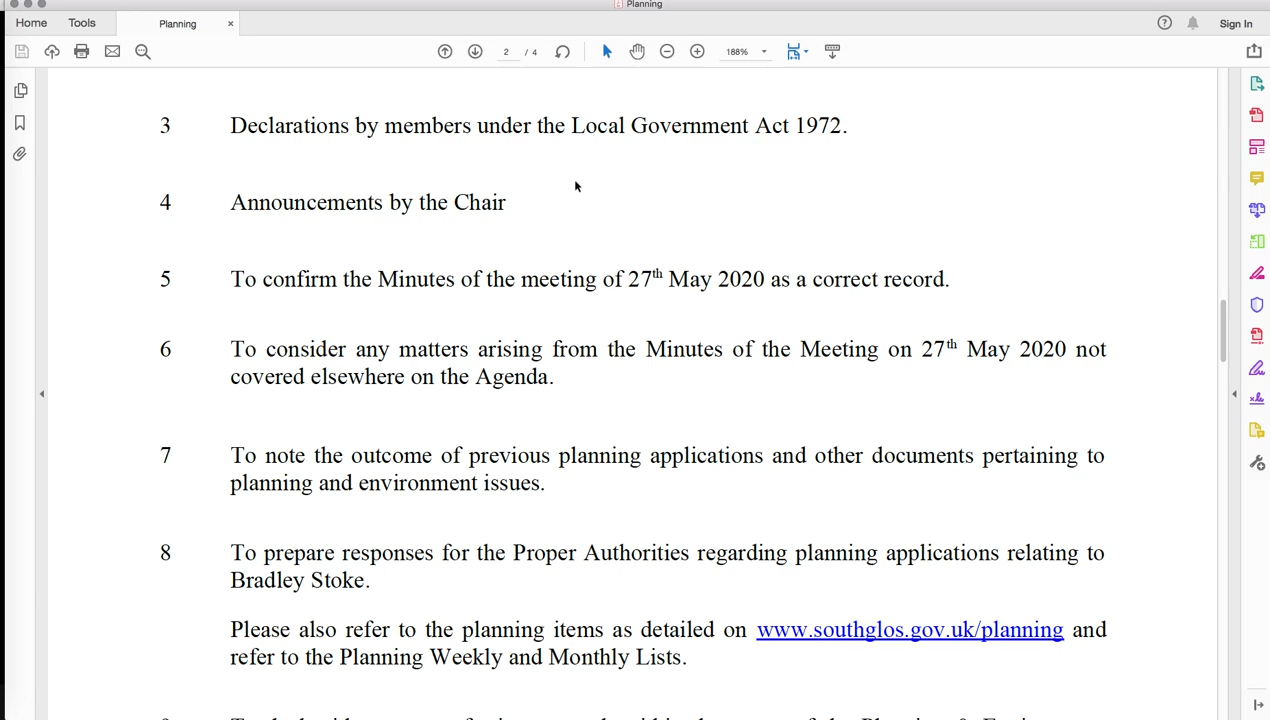 Planning
Home Tools Planning × Sign In
2 / 4 188%
3 Declarations by members under the Local Government Act 1972.
4 Announcements by the Chair
5 To confirm the Minutes of the meeting of 27th May 2020 as a correct record.
6 To consider any matters arising from the Minutes of the Meeting on 27th May 2020 not
covered elsewhere on the Agenda.
7 To note the outcome of previous planning applications and other documents pertaining to
planning and environment issues.
8 To prepare responses for the Proper Authorities regarding planning applications relating to
Bradley Stoke.
Please also refer to the planning items as detailed on www.southglos.gov.uk/planning and
refer to the Planning Weekly and Monthly Lists.